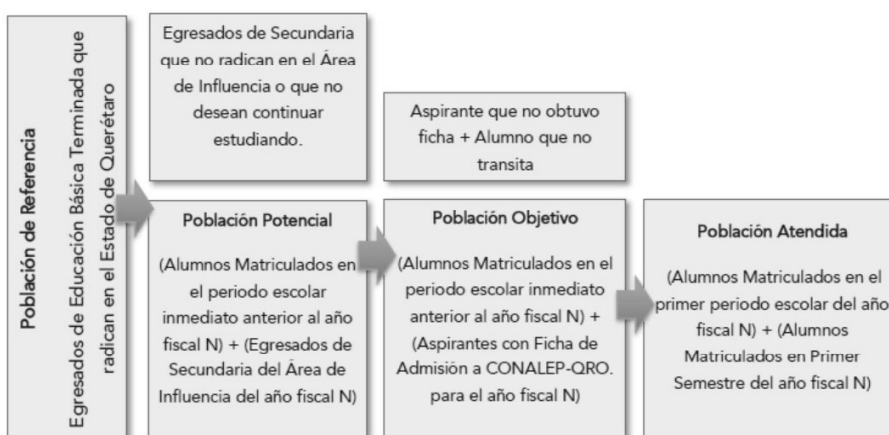 Población de Referencia
Egresados de Educación Básica Terminada que
radican en el Estado de Querétaro
Egresados de Secundaria
que no radican en el Área
de Influencia o que no
desean continuar
estudiando.
Población Potencial
(Alumnos Matriculados en
el periodo escolar
inmediato anterior al año
fiscal N) + (Egresados de
Secundaria del Área de
Influencia del año fiscal N)
Aspirante que no obtuvo
ficha + Alumno que no
transita
Población Objetivo
(Alumnos Matriculados en el
periodo escolar inmediato
anterior al año fiscal N) +
(Aspirantes con Ficha de
Admisión a CONALEP-QRO.
para el año fiscal N)
Población Atendida
(Alumnos Matriculados en el
primer periodo escolar del año
fiscal N) + (Alumnos
Matriculados en Primer
Semestre del año fiscal N)